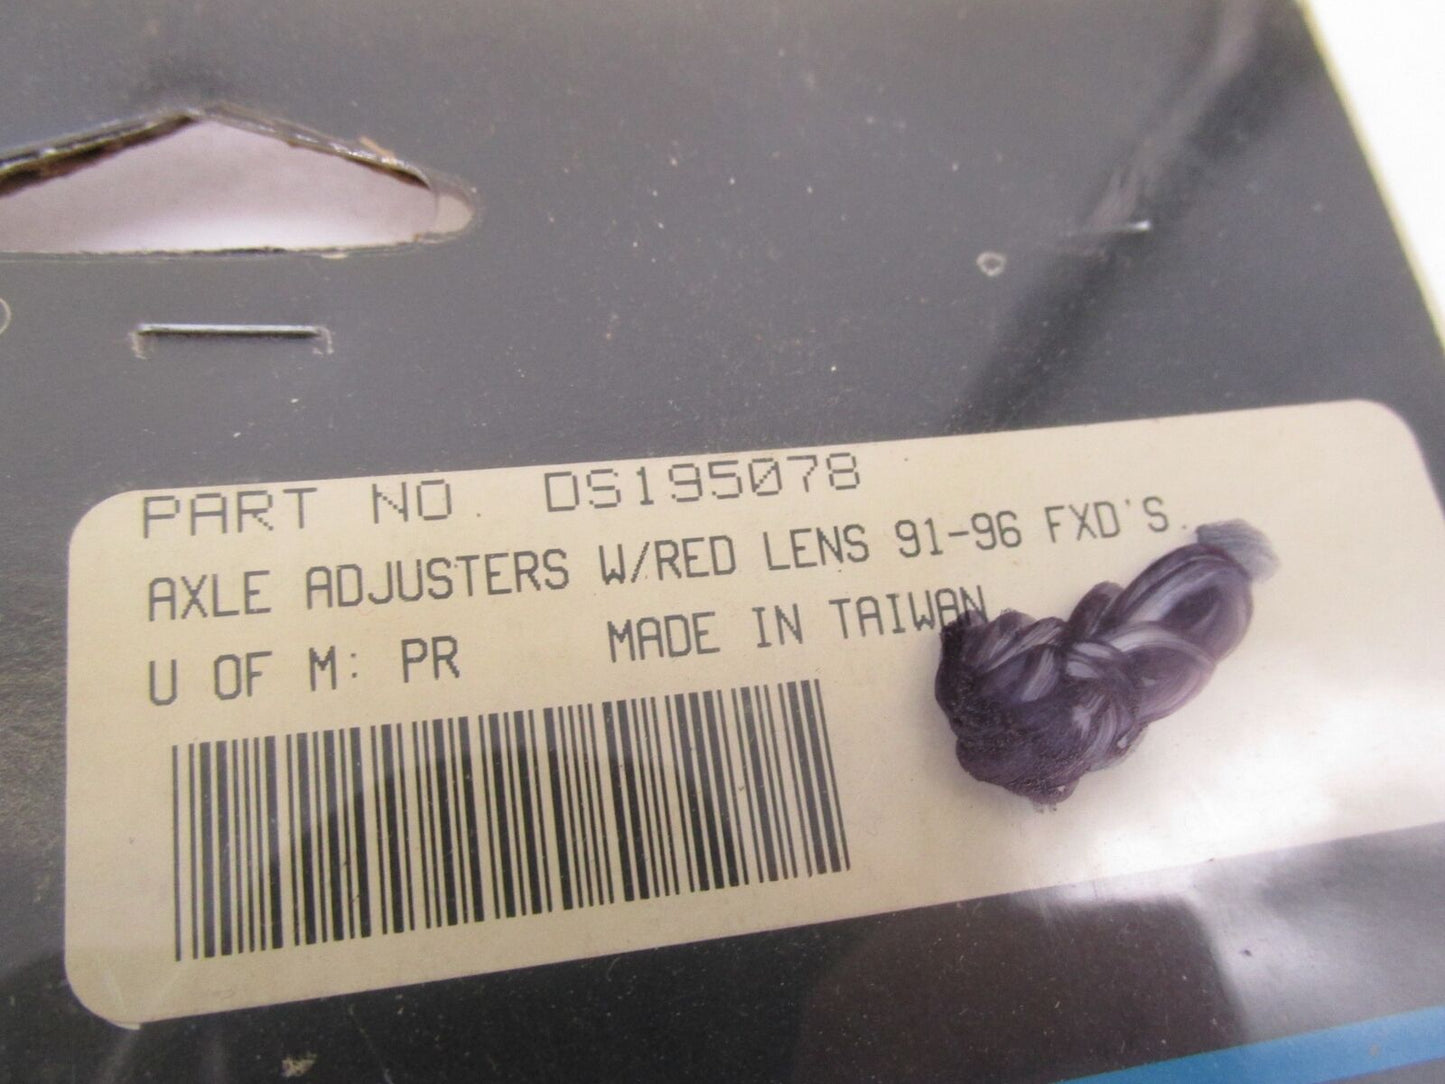 PART NO. DS195078
AXLE ADJUSTERS W/RED LENS 91-96 FXD'S.
U OF M: PR MADE IN TAIWAN